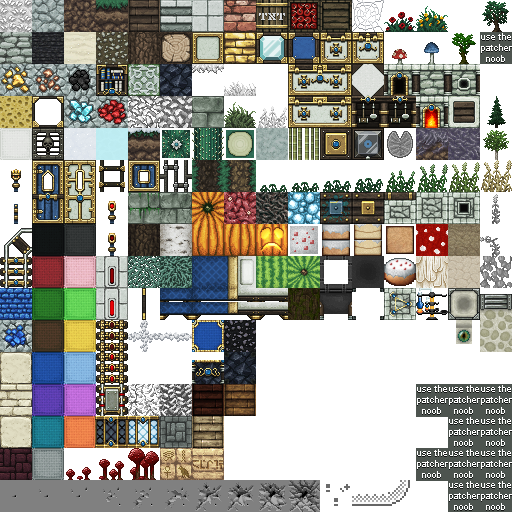 TXT
use the
patcher
noob
use the use the use the
patcher patcher patcher
noob noob noob
use the use the
patcher patcher
noob noob
use the use the use the
patcher patcher patcher
noob noob noob
use the use the
patcher patcher
noob noob